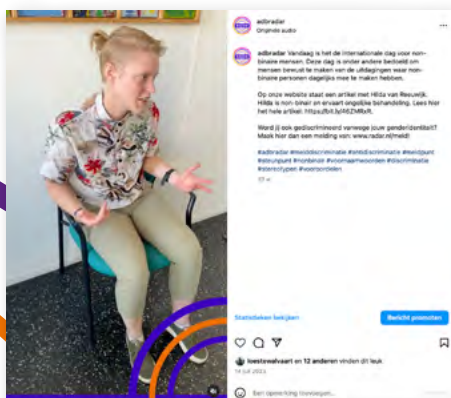 adbradar
Originele audio
adbradar Vandaag is het de internationale dag voor non-
binaire mensen. Deze dag is onder andere bedoeld om
mensen bewust te maken van de uitdagingen waar non-
binaire personen dagelijks mee te maken hebben.
Op onze website staat een artikel met Hilda van Reeuwijk.
Hilda is non-binair en ervaart ongelijke behandeling. Lees hier
het hele artikel:
Word jij ook gediscrimineerd vanwege jouw genderidentiteit?
Maak hier dan een melding van: www.radar.nl/meld!
#adbradar #melddiscriminatie #antidiscriminatie #meldpunt
#steunpunt #nonbinair #voornaamwoorden #discriminatie
#stereotypen #vooroordelen
Statistieken bekijken
Bericht promoten
loestewalvaart en 12 anderen vinden dit leuk
14 juli 2023
Een opmerking toevoegen...